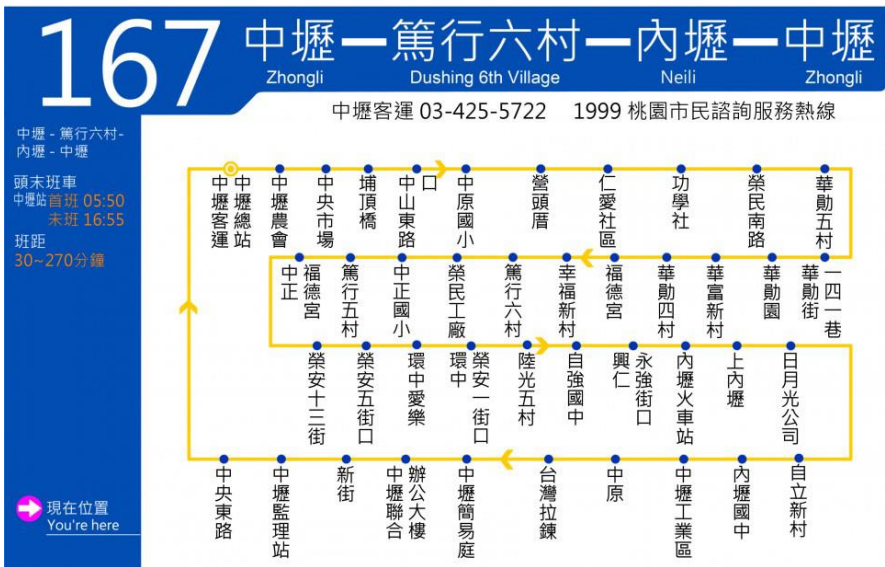 167
中壢－篤行六村－內壢－中壢
Zhongli Dushing 6th Village Neili Zhongli
中壢客運 03-425-5722 1999 桃園市民諮詢服務熱線
中壢 - 篤行六村-
內壢 - 中壢
頭末班車
中壢站首班 05:50
末班 16:55
班距
30~270分鐘
中壢客運
中壢總站
中壢農會
中央市場
埔頂橋
中山東路
口
中原國小
營頭厝
仁愛社區
功學社
榮民南路
華勛五村
中正
福德宮
篤行五村
中正國小
榮民工廠
篤行六村
幸福新村
福德宮
華勛四村
華富新村
華勛園
華勛街
一四一巷
榮安十三街
榮安五街口
環中愛樂
環中
榮安一街口
陸光五村
自強國中
興仁
永強街口
內壢火車站
上內壢
日月光公司
中央東路
中壢監理站
新街
中壢聯合
辦公大樓
中壢簡易庭
台灣拉鍊
中原
中壢工業區
內壢國中
自立新村
現在位置
You're here